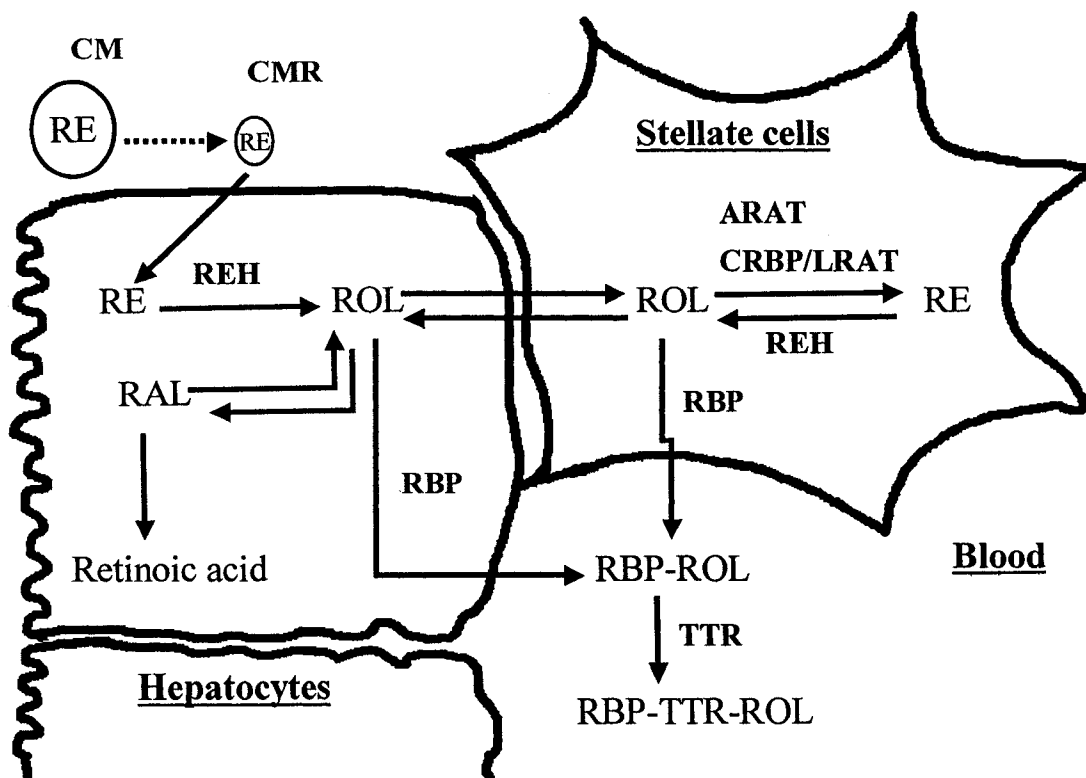 CM
CMR
RE
RE
Stellate cells
ARAT
CRBP/LRAT
REH
RE
ROL
ROL
RE
REH
RAL
RBP
RBP
Retinoic acid
RBP-ROL
Blood
TTR
Hepatocytes
RBP-TTR-ROL